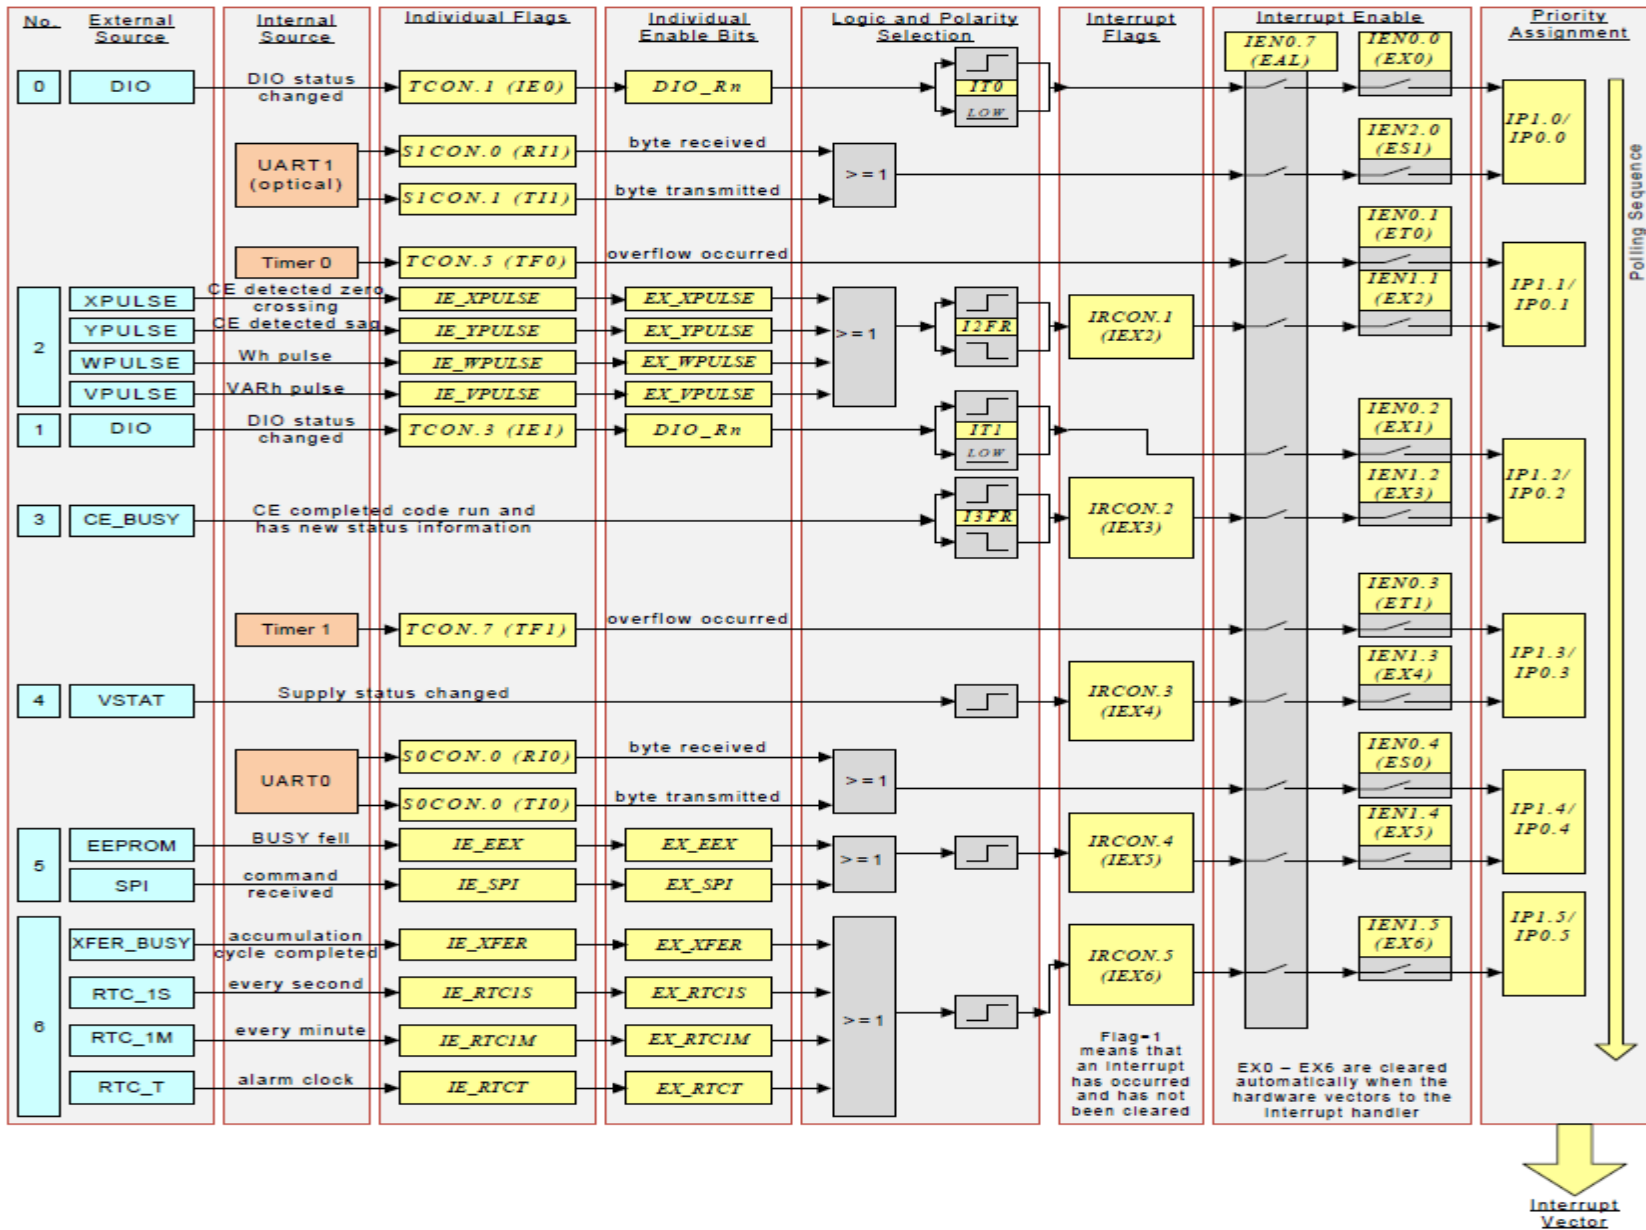 No.
External
Source
Internal
Source
Individual Flags
Individual
Enable Bits
Logic and Polarity
Selection
Interrupt
Flags
Interrupt Enable
Priority
Assignment
IEN0.7
(EAL)
0
DIO
DIO status
changed
TCON.1 (IE0)
DIO_Rn
IT0
LOW
IEN0.0
(EX0)
IP1.0/
IP0.0
UART1
(optical)
S1CON.0 (RI1)
byte received
S1CON.1 (TI1)
byte transmitted
>=1
IEN2.0
(ES1)
Polling Sequence
Timer 0
TCON.5 (TF0)
overflow occurred
IEN0.1
(ET0)
IP1.1/
IP0.1
2
XPULSE
CE detected zero
crossing
IE_XPULSE
EX_XPULSE
YPULSE
CE detected sag
IE_YPULSE
EX_YPULSE
WPULSE
Wh pulse
IE_WPULSE
EX_WPULSE
VPULSE
VARh pulse
IE_VPULSE
EX_VPULSE
>=1
I2FR
IRCON.1
(IEX2)
IEN1.1
(EX2)
1
DIO
DIO status
changed
TCON.3 (IE1)
DIO_Rn
IT1
LOW
IEN0.2
(EX1)
IP1.2/
IP0.2
3
CE_BUSY
CE completed code run and
has new status information
I3FR
IRCON.2
(IEX3)
IEN1.2
(EX3)
Timer 1
TCON.7 (TF1)
overflow occurred
IEN0.3
(ET1)
IP1.3/
IP0.3
4
VSTAT
Supply status changed
IRCON.3
(IEX4)
IEN1.3
(EX4)
UART0
S0CON.0 (RI0)
byte received
S0CON.0 (TI0)
byte transmitted
>=1
IEN0.4
(ES0)
IP1.4/
IP0.4
5
EEPROM
BUSY fell
IE_EEX
EX_EEX
SPI
command
received
IE_SPI
EX_SPI
>=1
IRCON.4
(IEX5)
IEN1.4
(EX5)
6
XFER_BUSY
accumulation
cycle completed
IE_XFER
EX_XFER
RTC_1S
every second
IE_RTC1S
EX_RTC1S
RTC_1M
every minute
IE_RTC1M
EX_RTC1M
RTC_T
alarm clock
IE_RTCT
EX_RTCT
>=1
IRCON.5
(IEX6)
IEN1.5
(EX6)
IP1.5/
IP0.5
Flag=1
means that
an interrupt
has occurred
and has not
been cleared
EX0 – EX6 are cleared
automatically when the
hardware vectors to the
interrupt handler
Interrupt
Vector